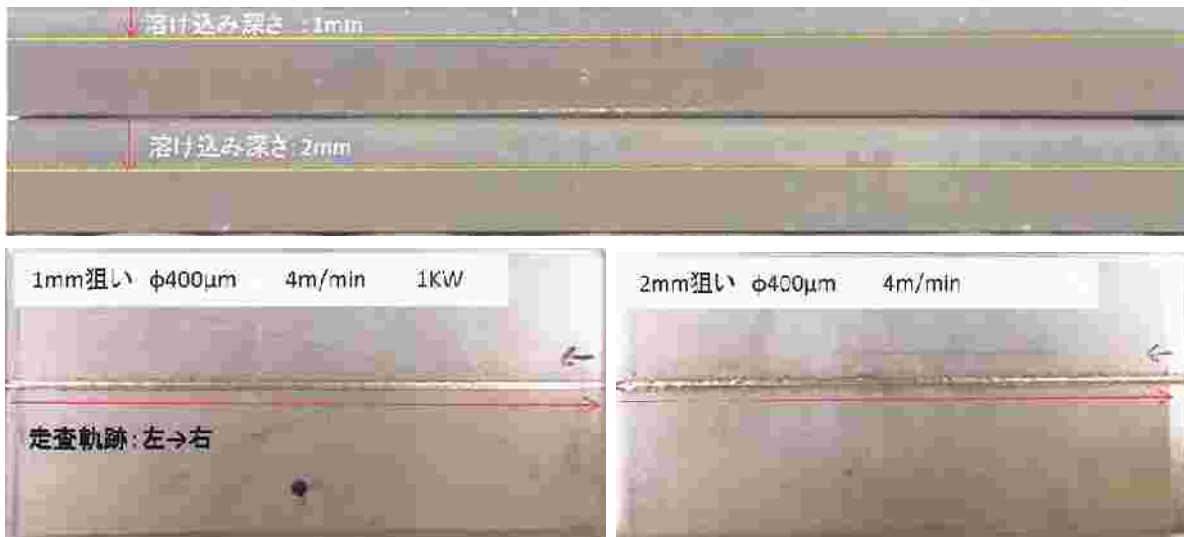 溶け込み深さ :1mm
溶け込み深さ:2mm
1mm狙い φ400μm 4m/min 1KW
2mm狙い φ400μm 4m/min
走査軌跡:左→右